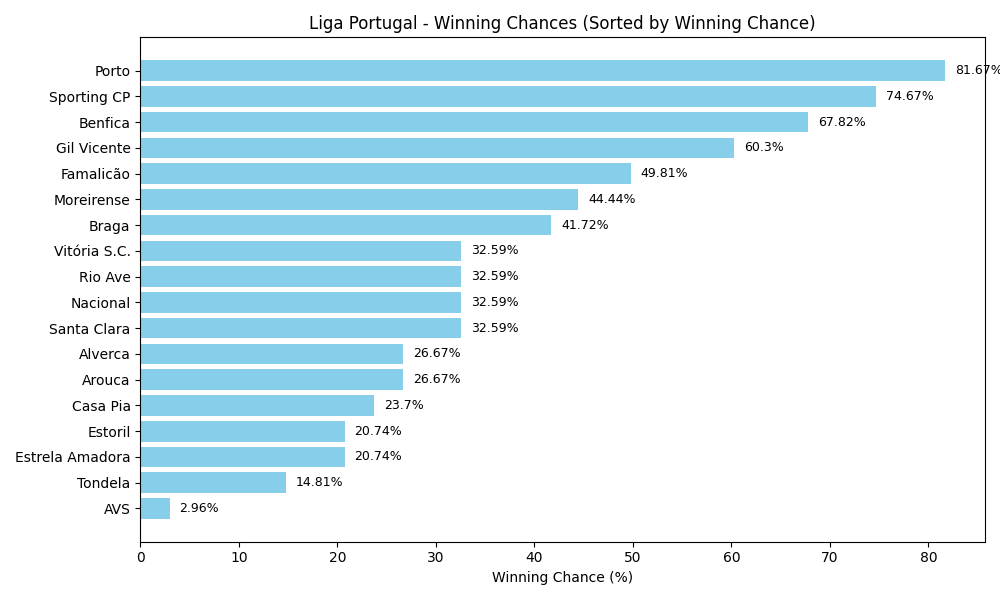 Liga Portugal - Winning Chances (Sorted by Winning Chance)
Porto 81.67%
Sporting CP 74.67%
Benfica 67.82%
Gil Vicente 60.3%
Famalicão 49.81%
Moreirense 44.44%
Braga 41.72%
Vitória S.C. 32.59%
Rio Ave 32.59%
Nacional 32.59%
Santa Clara 32.59%
Alverca 26.67%
Arouca 26.67%
Casa Pia 23.7%
Estoril 20.74%
Estrela Amadora 20.74%
Tondela 14.81%
AVS 2.96%
0 10 20 30 40 50 60 70 80
Winning Chance (%)